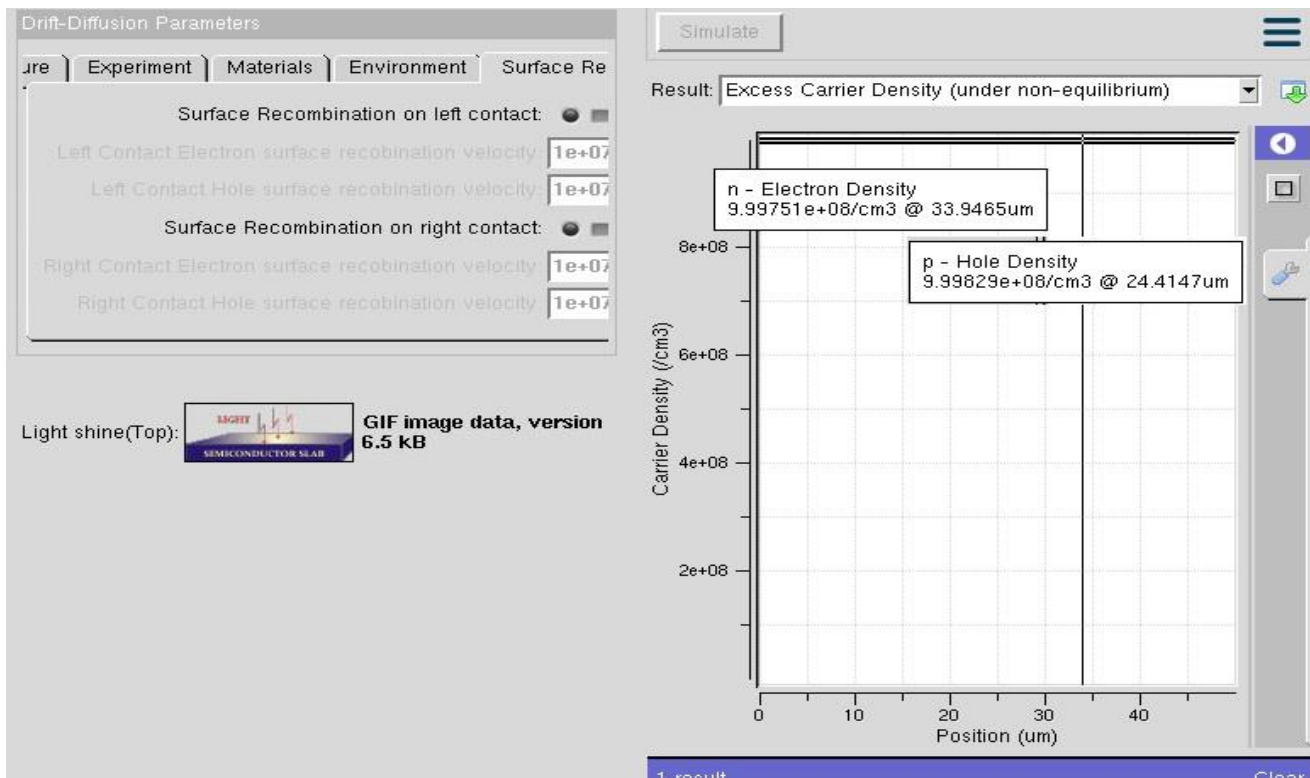 Drift-Diffusion Parameters
ure Experiment Materials Environment Surface Re
Surface Recombination on left contact:
Left Contact Electron surface recobination velocity: 1e+07
Left Contact Hole surface recobination velocity: 1e+07
Surface Recombination on right contact:
Right Contact Electron surface recobination velocity: 1e+07
Right Contact Hole surface recobination velocity: 1e+07
Light shine(Top):
LIGHT
SEMICONDUCTOR SLAB
GIF image data, version
6.5 kB
Simulate
Result: Excess Carrier Density (under non-equilibrium)
n - Electron Density
9.99751e+08/cm3 @ 33.9465um
p - Hole Density
9.99829e+08/cm3 @ 24.4147um
Carrier Density (/cm3)
8e+08
6e+08
4e+08
2e+08
0 10 20 30 40
Position (um)
1 result Clear